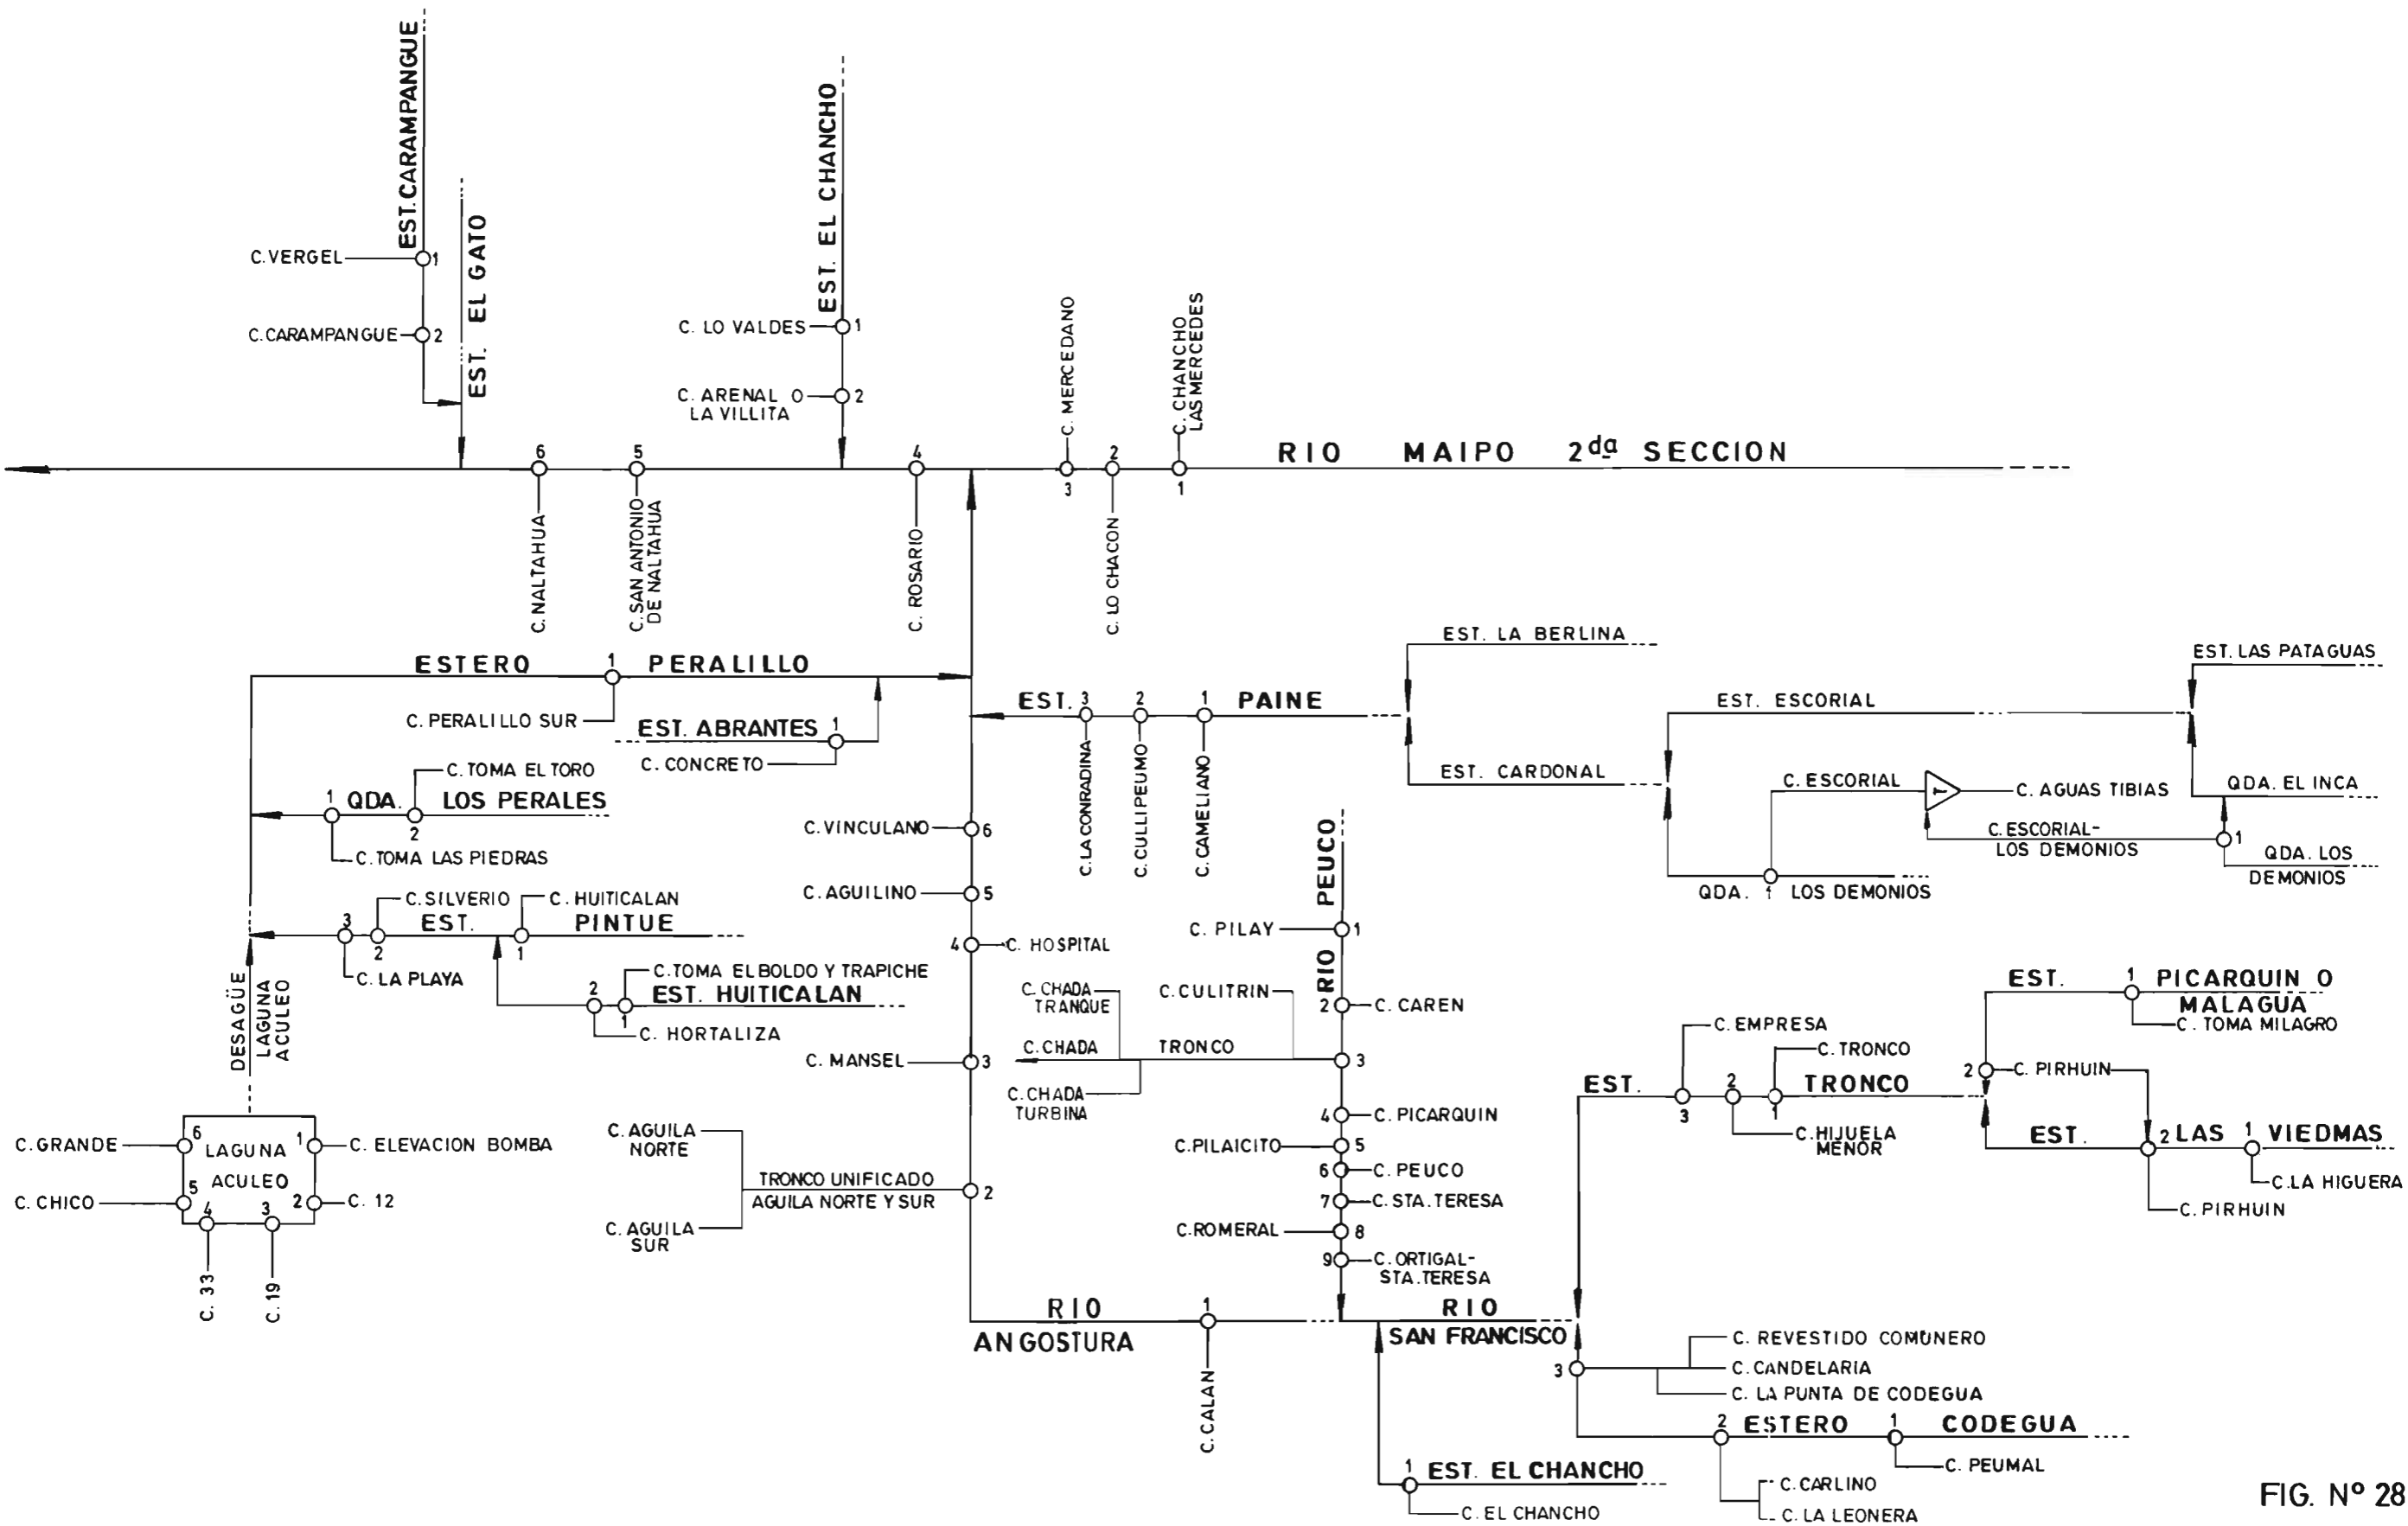 EST. CARAMPANGUE
C. VERGEL
1
C. CARAMPANGUE
2
EST. EL GATO
EST. EL CHANCHO
C. LO VALDES
1
C. ARENAL O
LA VILLITA
2
C. MERCEDANO
3
C. CHANCHO
LAS MERCEDES
1
RIO MAIPO 2da SECCION
6
C. NALTAHUA
5
C. SAN ANTONIO
DE NALTAHUA
4
C. ROSARIO
2
C. LO CHACON
ESTERO PERALILLO
1
C. PERALILLO SUR
EST. ABRANTES
1
C. CONCRETO
C. TOMA EL TORO
1
QDA. LOS PERALES
2
C. TOMA LAS PIEDRAS
C. SILVERIO
C. HUITICALAN
3
EST. PINTUE
2
1
C. LA PLAYA
C. TOMA EL BOLDO Y TRAPICHE
2
EST. HUITICALAN
1
C. HORTALIZA
DESAGÜE
LAGUNA
ACULEO
LAGUNA
ACULEO
6
C. GRANDE
5
C. CHICO
4
C. 33
3
C. 19
2
C. 12
1
C. ELEVACION BOMBA
EST. PAINE
3
2
1
C. LA CONRADINA
C. CULLIPEUMO
C. CAMELIANO
EST. LA BERLINA
EST. CARDONAL
EST. ESCORIAL
EST. LAS PATAGUAS
QDA. EL INCA
C. ESCORIAL
T
C. AGUAS TIBIAS
C. ESCORIAL-
LOS DEMONIOS
1
QDA. LOS
DEMONIOS
QDA. 1 LOS DEMONIOS
C. VINCULANO
6
C. AGUILINO
5
4
C. HOSPITAL
C. MANSEL
3
C. AGUILA
NORTE
TRONCO UNIFICADO
AGUILA NORTE Y SUR
2
C. AGUILA
SUR
RIO
ANGOSTURA
1
C. CALAN
RIO PEUCO
C. PILAY
1
2
C. CAREN
C. CHADA
TRANQUE
C. CULITRIN
C. CHADA
TRONCO
3
C. CHADA
TURBINA
4
C. PICARQUIN
C. PILAICITO
5
6
C. PEUCO
7
C. STA. TERESA
C. ROMERAL
8
9
C. ORTIGAL-
STA. TERESA
RIO
SAN FRANCISCO
1
EST. EL CHANCHO
C. EL CHANCHO
EST. TRONCO
C. EMPRESA
3
2
C. TRONCO
1
C. HIJUELA
MENOR
EST. PICARQUIN O
MALAGUA
1
C. TOMA MILAGRO
2
C. PIRHUIN
EST. LAS VIEDMAS
2
1
C. LA HIGUERA
C. PIRHUIN
3
C. REVESTIDO COMUNERO
C. CANDELARIA
C. LA PUNTA DE CODEGUA
ESTERO CODEGUA
2
1
C. PEUMAL
C. CARLINO
C. LA LEONERA
FIG. Nº 28